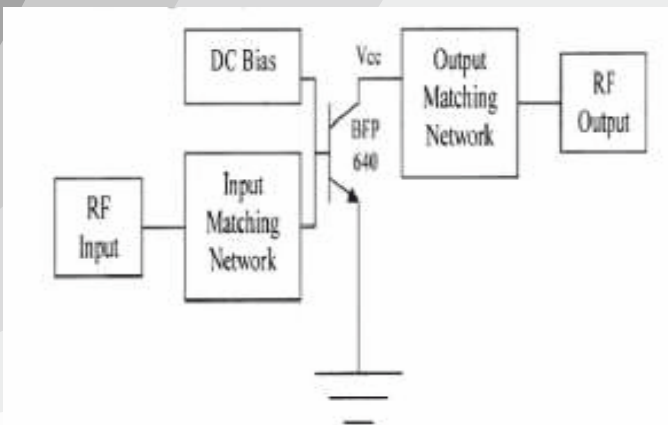 DC Bias
Vcc
Output
Matching
Network
RF
Output
BFP
640
Input
Matching
Network
RF
Input